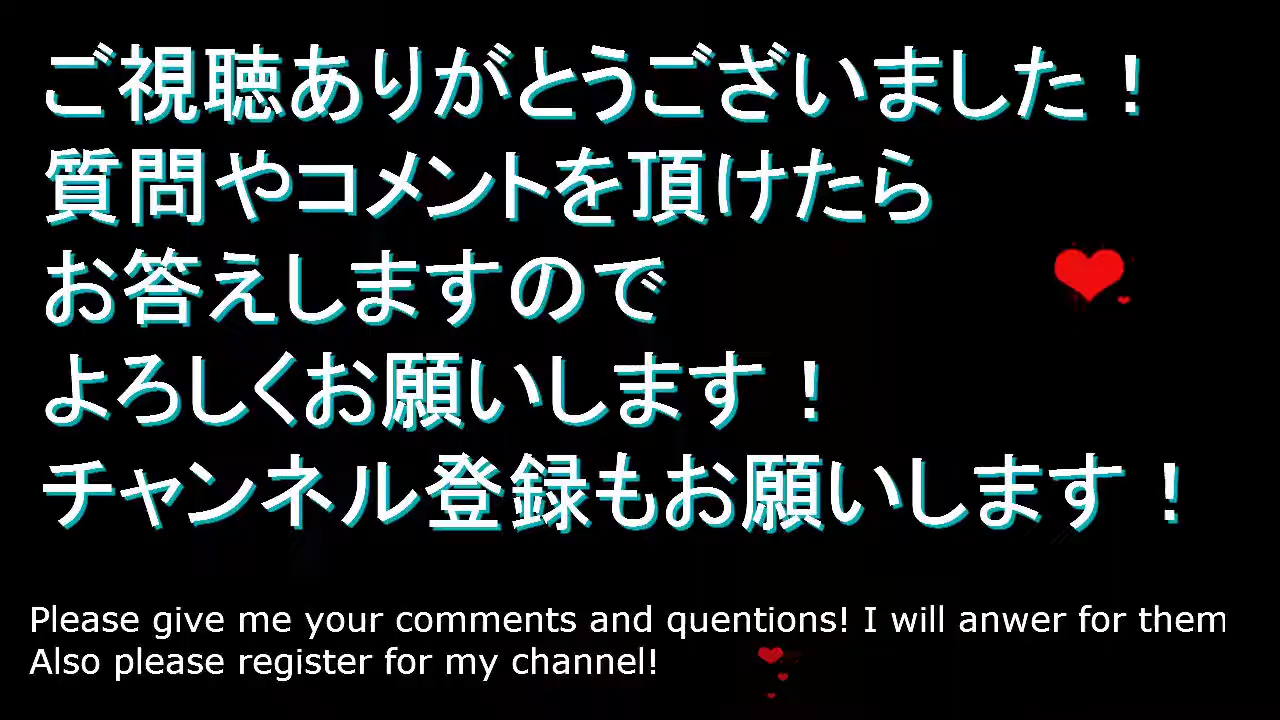 ご視聴ありがとうございました！
質問やコメントを頂けたら
お答えしますので
よろしくお願いします！
チャンネル登録もお願いします！
Please give me your comments and quentions! I will anwer for them
Also please register for my channel!